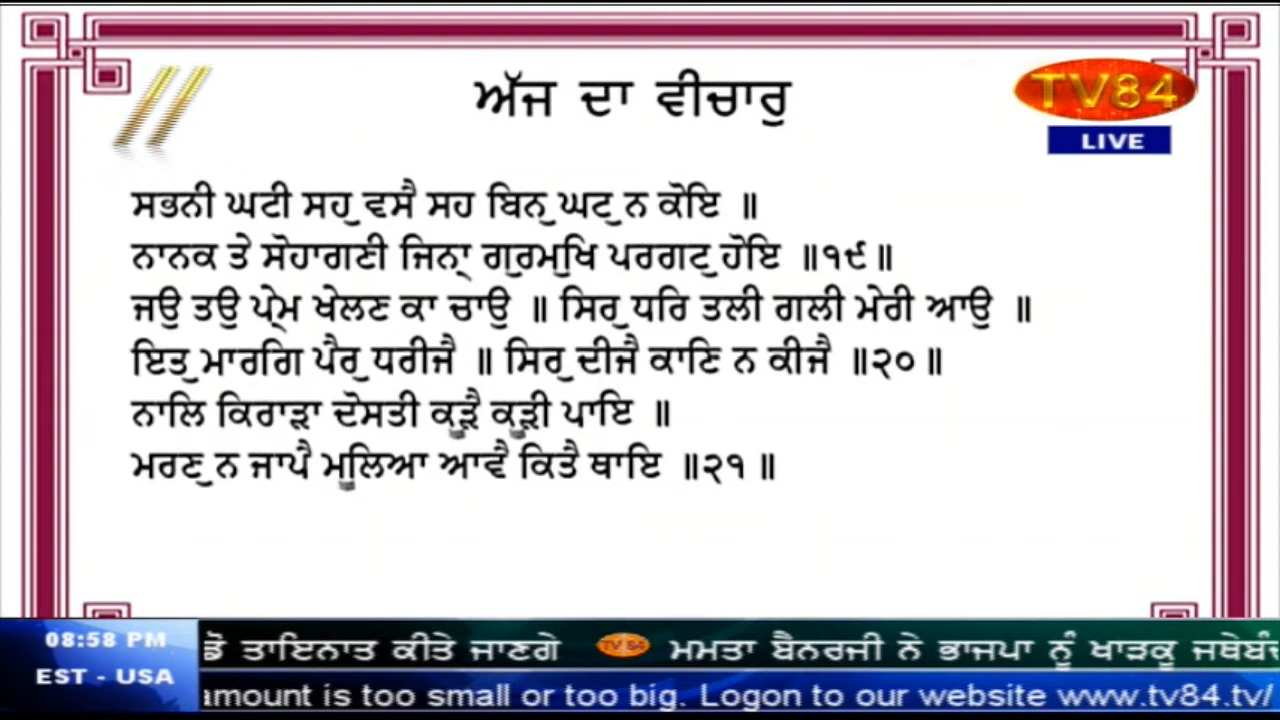 ਅੱਜ ਦਾ ਵੀਚਾਰੁ
TV84
LIVE
ਸਭਨੀ ਘਟੀ ਸਹੁ ਵਸੈ ਸਹ ਬਿਨੁ ਘਟੁ ਨ ਕੋਇ ॥
ਨਾਨਕ ਤੇ ਸੋਹਾਗਣੀ ਜਿਨਾ੍ ਗੁਰਮੁਖਿ ਪਰਗਟੁ ਹੋਇ ॥੧੯॥
ਜਉ ਤਉ ਪ੍ਰੇਮ ਖੇਲਣ ਕਾ ਚਾਉ ॥ ਸਿਰੁ ਧਰਿ ਤਲੀ ਗਲੀ ਮੇਰੀ ਆਉ ॥
ਇਤੁ ਮਾਰਗਿ ਪੈਰੁ ਧਰੀਜੈ ॥ ਸਿਰੁ ਦੀਜੈ ਕਾਣਿ ਨ ਕੀਜੈ ॥੨੦॥
ਨਾਲਿ ਕਿਰਾੜਾ ਦੋਸਤੀ ਕੂੜੈ ਕੂੜੀ ਪਾਇ ॥
ਮਰਣੁ ਨ ਜਾਪੈ ਮੂਲਿਆ ਆਵੈ ਕਿਤੈ ਥਾਇ ॥੨੧॥
08:58 PM
EST - USA
ਤਾਇਨਾਤ ਕੀਤੇ ਜਾਣਗੇ TV 84 ਮਮਤਾ ਬੈਨਰਜੀ ਨੇ ਭਾਜਪਾ ਨੂੰ ਖਾੜਕੂ
amount is too small or too big. Logon to our website www.tv84.tv/